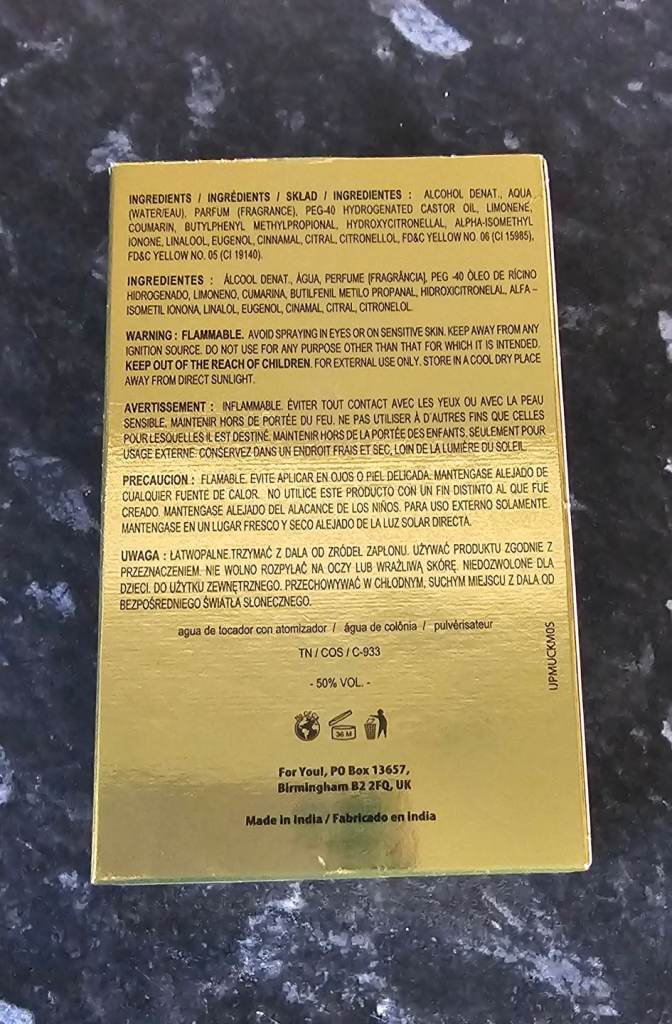 INGREDIENTS / INGRÉDIENTS / SKŁAD / INGREDIENTES : ALCOHOL DENAT., AQUA
(WATER/EAU), PARFUM (FRAGRANCE), PEG-40 HYDROGENATED CASTOR OIL, LIMONENE,
COUMARIN, BUTYLPHENYL METHYLPROPIONAL, HYDROXYCITRONELLAL, ALPHA-ISOMETHYL
IONONE, LINALOOL, EUGENOL, CINNAMAL, CITRAL, CITRONELLOL, FD&C YELLOW NO. 06 (CI 15985),
FD&C YELLOW NO. 05 (CI 19140).
INGREDIENTES : ÁLCOOL DENAT., ÁGUA, PERFUME [FRAGRÂNCIA], PEG -40 ÓLEO DE RÍCINO
HIDROGENADO, LIMONENO, CUMARINA, BUTILFENIL METILO PROPANAL, HIDROXICITRONELAL, ALFA –
ISOMETIL IONONA, LINALOL, EUGENOL, CINAMAL, CITRAL, CITRONELOL.
WARNING : FLAMMABLE. AVOID SPRAYING IN EYES OR ON SENSITIVE SKIN. KEEP AWAY FROM ANY
IGNITION SOURCE. DO NOT USE FOR ANY PURPOSE OTHER THAN THAT FOR WHICH IT IS INTENDED.
KEEP OUT OF THE REACH OF CHILDREN. FOR EXTERNAL USE ONLY. STORE IN A COOL DRY PLACE
AWAY FROM DIRECT SUNLIGHT.
AVERTISSEMENT : INFLAMMABLE. ÉVITER TOUT CONTACT AVEC LES YEUX OU AVEC LA PEAU
SENSIBLE. MAINTENIR HORS DE PORTÉE DU FEU. NE PAS UTILISER À D'AUTRES FINS QUE CELLES
POUR LESQUELLES IL EST DESTINÉ. MAINTENIR HORS DE LA PORTÉE DES ENFANTS. SEULEMENT POUR
USAGE EXTERNE. CONSERVEZ DANS UN ENDROIT FRAIS ET SEC, LOIN DE LA LUMIÈRE DU SOLEIL.
PRECAUCION : FLAMABLE. EVITE APLICAR EN OJOS O PIEL DELICADA. MANTENGASE ALEJADO DE
CUALQUIER FUENTE DE CALOR. NO UTILICE ESTE PRODUCTO CON UN FIN DISTINTO AL QUE FUÉ
CREADO. MANTENGASE ALEJADO DEL ALACANCE DE LOS NIÑOS. PARA USO EXTERNO SOLAMENTE.
MANTENGASE EN UN LUGAR FRESCO Y SECO ALEJADO DE LA LUZ SOLAR DIRECTA.
UWAGA : ŁATWOPALNE.TRZYMAĆ Z DALA OD ŹRÓDEŁ ZAPŁONU. UŻYWAĆ PRODUKTU ZGODNIE Z
PRZEZNACZENIEM. NIE WOLNO ROZPYLAĆ NA OCZY LUB WRAŻLIWĄ SKÓRĘ. NIEDOZWOLONE DLA
DZIECI. DO UŻYTKU ZEWNĘTRZNEGO. PRZECHOWYWAĆ W CHŁODNYM, SUCHYM MIEJSCU Z DALA OD
BEZPOŚREDNIEGO ŚWIATŁA SŁONECZNEGO.
agua de tocador con atomizador / água de colônia / pulvérisateur
TN / COS / C-933
UPMUCKM05
- 50% VOL. -
36 M
For You!, PO Box 13657,
Birmingham B2 2FQ, UK
Made in India / Fabricado en India